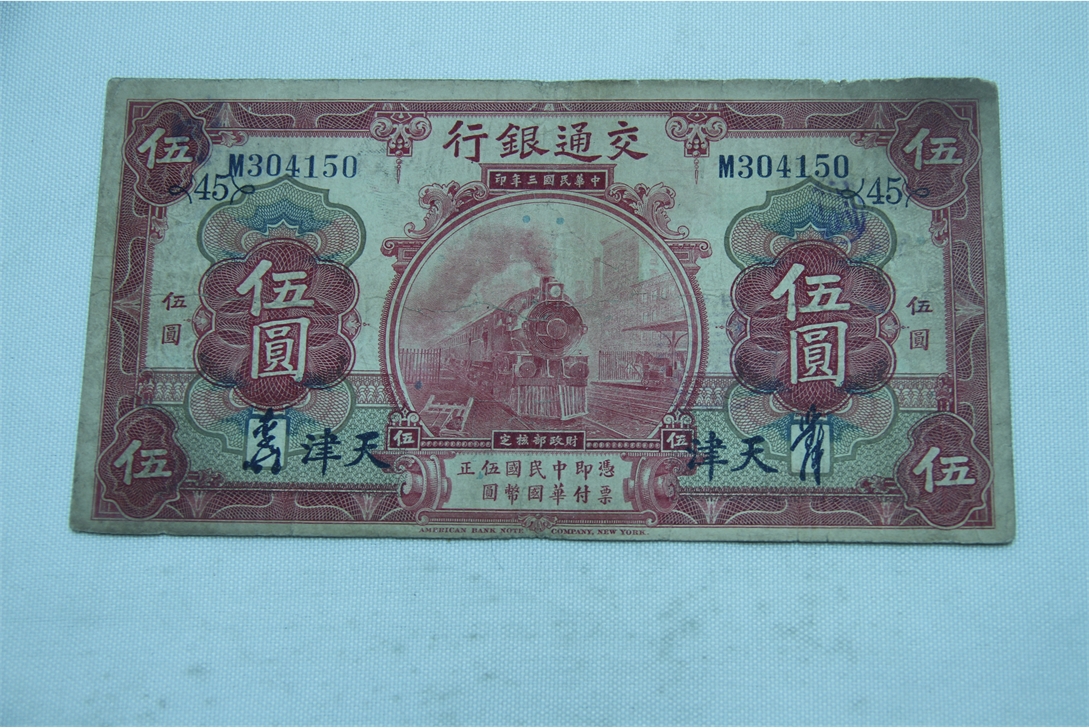 交通銀行
伍
伍
M304150
M304150
45
45
中華民國三年印
伍圓
伍圓
伍圓
伍圓
伍
伍
財政部核定
天津
天津
伍
伍
憑票即付中華民國國幣伍圓正
AMERICAN BANK NOTE COMPANY, NEW YORK.